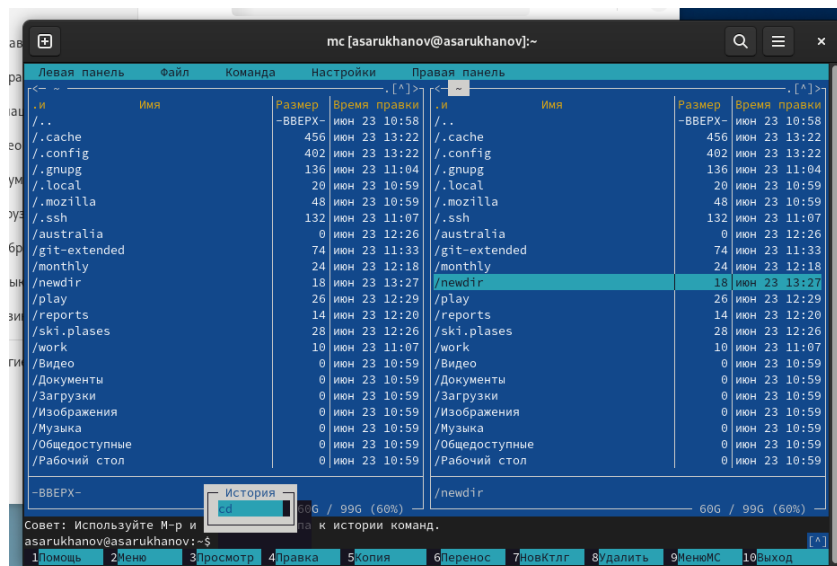 mc [asarukhanov@asarukhanov]:~
Левая панель Файл Команда Настройки Правая панель
<— ~ .[^]> <— ~ .[^]>
.и Имя Размер Время правки .и Имя Размер Время правки
/.. -ВВЕРХ- июн 23 10:58 /.. -ВВЕРХ- июн 23 10:58
/.cache 456 июн 23 13:22 /.cache 456 июн 23 13:22
/.config 402 июн 23 13:22 /.config 402 июн 23 13:22
/.gnupg 136 июн 23 11:04 /.gnupg 136 июн 23 11:04
/.local 20 июн 23 10:59 /.local 20 июн 23 10:59
/.mozilla 48 июн 23 10:59 /.mozilla 48 июн 23 10:59
/.ssh 132 июн 23 11:07 /.ssh 132 июн 23 11:07
/australia 0 июн 23 12:26 /australia 0 июн 23 12:26
/git-extended 74 июн 23 11:33 /git-extended 74 июн 23 11:33
/monthly 24 июн 23 12:18 /monthly 24 июн 23 12:18
/newdir 18 июн 23 13:27 /newdir 18 июн 23 13:27
/play 26 июн 23 12:29 /play 26 июн 23 12:29
/reports 14 июн 23 12:20 /reports 14 июн 23 12:20
/ski.plases 28 июн 23 12:26 /ski.plases 28 июн 23 12:26
/work 10 июн 23 11:07 /work 10 июн 23 11:07
/Видео 0 июн 23 10:59 /Видео 0 июн 23 10:59
/Документы 0 июн 23 10:59 /Документы 0 июн 23 10:59
/Загрузки 0 июн 23 10:59 /Загрузки 0 июн 23 10:59
/Изображения 0 июн 23 10:59 /Изображения 0 июн 23 10:59
/Музыка 0 июн 23 10:59 /Музыка 0 июн 23 10:59
/Общедоступные 0 июн 23 10:59 /Общедоступные 0 июн 23 10:59
/Рабочий стол 0 июн 23 10:59 /Рабочий стол 0 июн 23 10:59
-ВВЕРХ- История /newdir
cd 60G / 99G (60%) 60G / 99G (60%)
Совет: Используйте M-p и па к истории команд.
asarukhanov@asarukhanov:~$ [^]
1Помощь 2Меню 3Просмотр 4Правка 5Копия 6Перенос 7НовКтлг 8Удалить 9МенюМС 10Выход